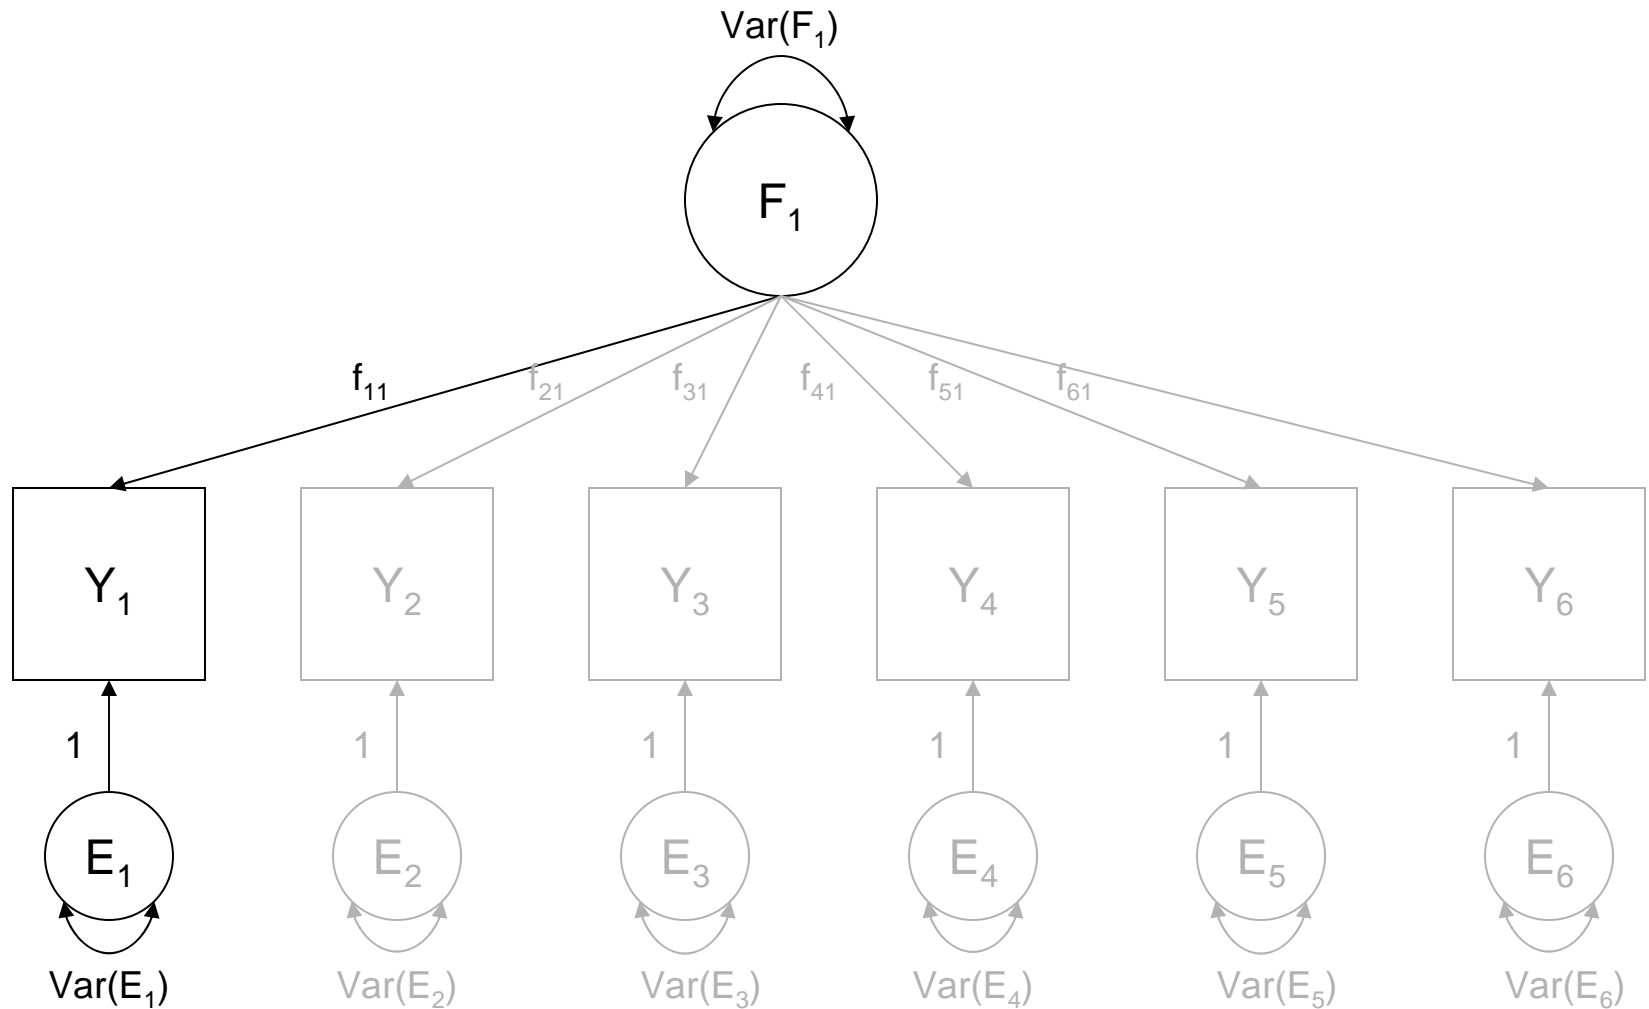 Var(F₁)
F₁
f₁₁ f₂₁ f₃₁ f₄₁ f₅₁ f₆₁
Y₁ Y₂ Y₃ Y₄ Y₅ Y₆
1 1 1 1 1 1
E₁ E₂ E₃ E₄ E₅ E₆
Var(E₁) Var(E₂) Var(E₃) Var(E₄) Var(E₅) Var(E₆)